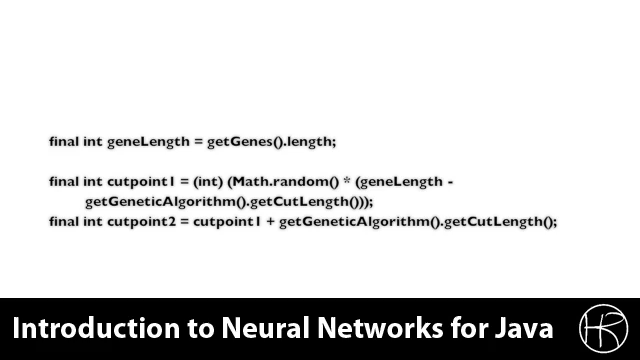 final int geneLength = getGenes().length;
final int cutpoint1 = (int) (Math.random() * (geneLength -
getGeneticAlgorithm().getCutLength()));
final int cutpoint2 = cutpoint1 + getGeneticAlgorithm().getCutLength();
Introduction to Neural Networks for Java
HR